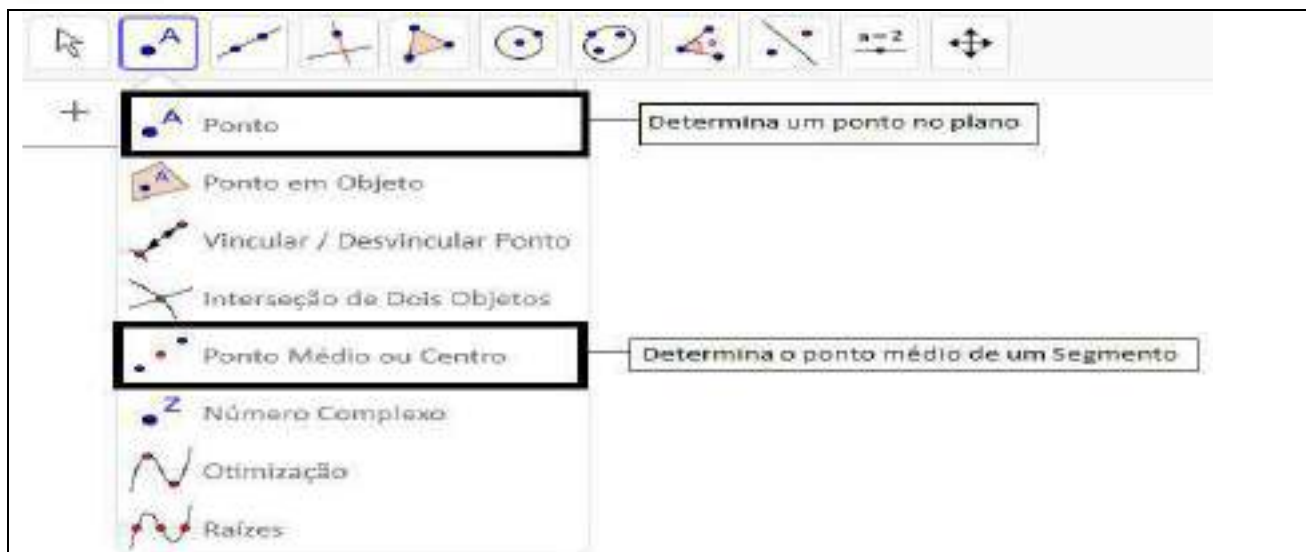 A
a=2
A Ponto
Determina um ponto no plano
A Ponto em Objeto
Vincular / Desvincular Ponto
Interseção de Dois Objetos
Ponto Médio ou Centro
Determina o ponto médio de um Segmento
Z Número Complexo
Otimização
Raízes